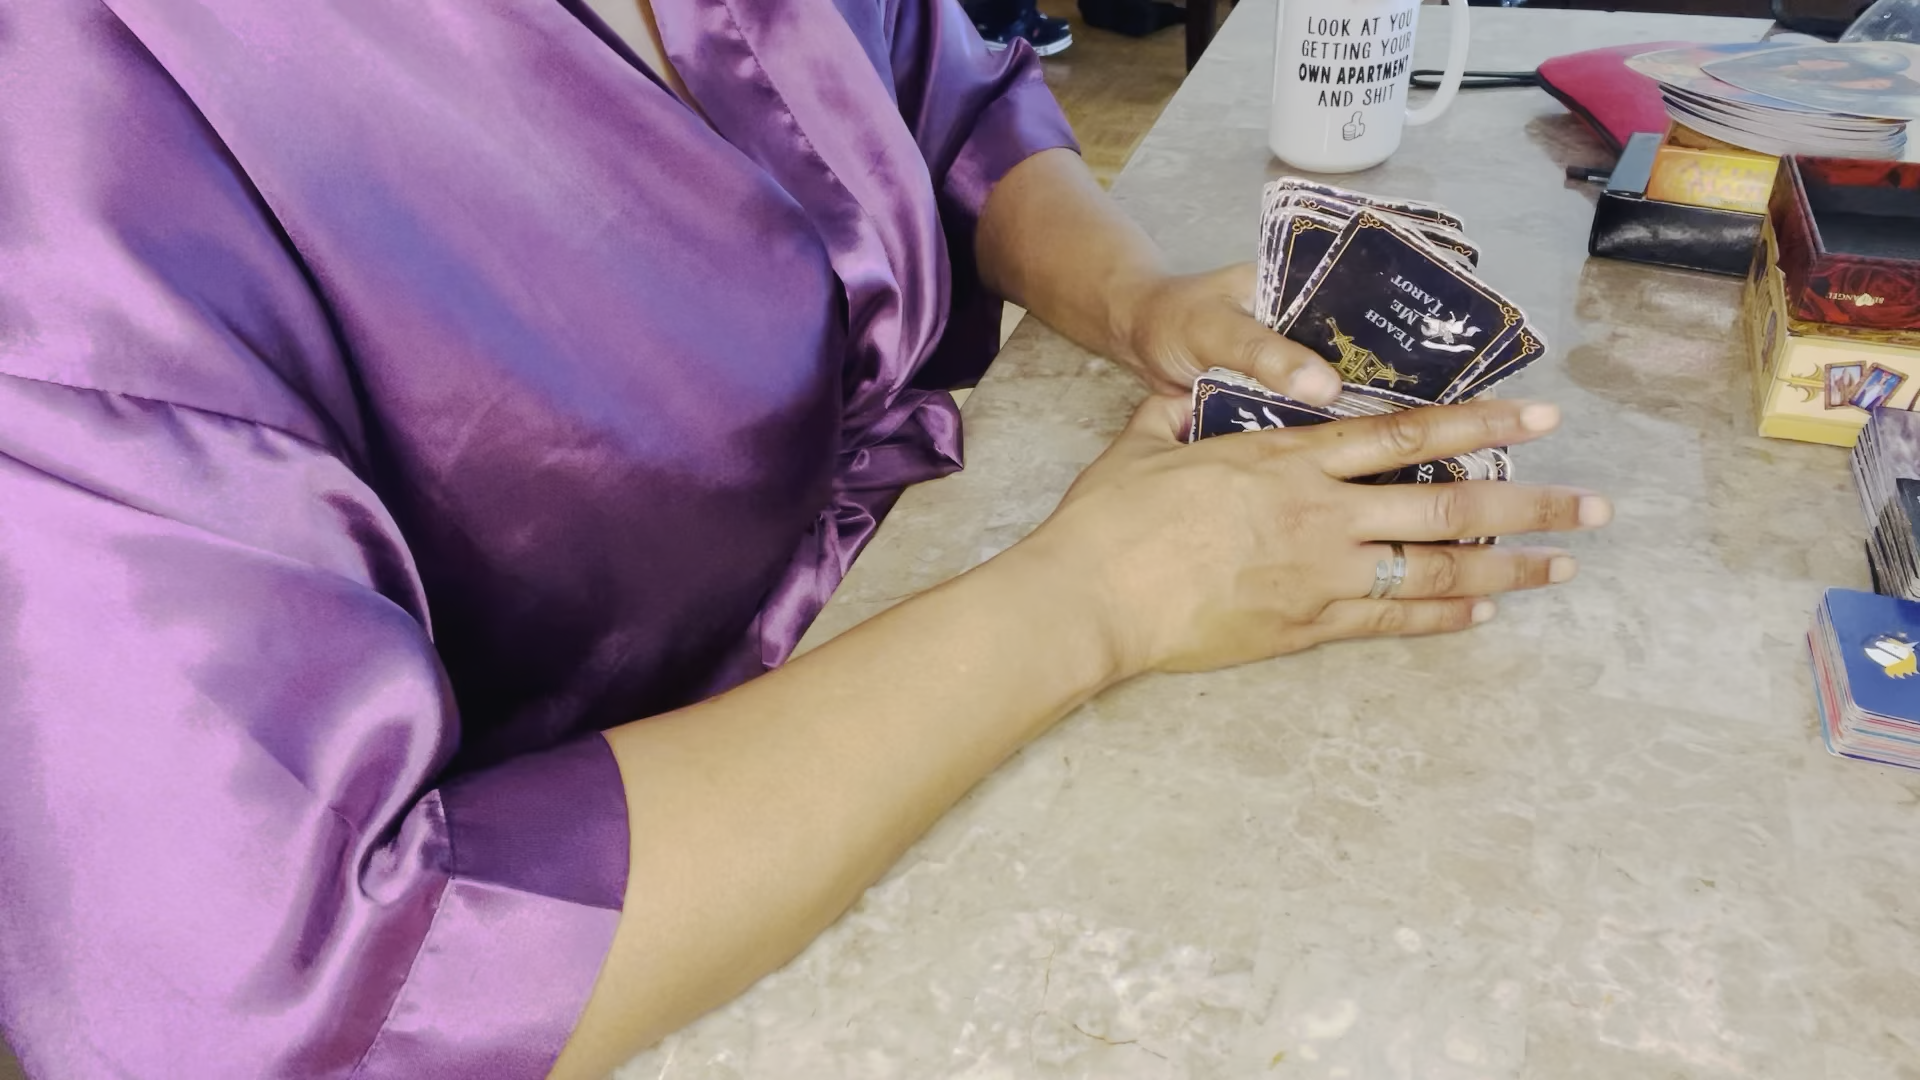 LOOK AT YOU
GETTING YOUR
OWN APARTMENT
AND SHIT
TEACH
ME
TAROT